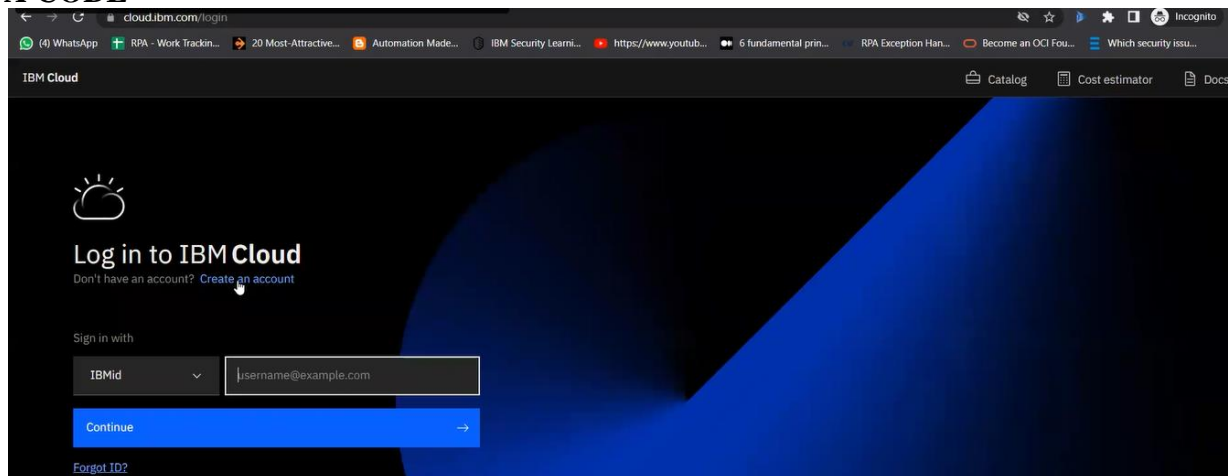 A CODE
cloud.ibm.com/login Incognito
(4) WhatsApp RPA - Work Trackin... 20 Most-Attractive... Automation Made... IBM Security Learni... https://www.youtub... 6 fundamental prin... RPA Exception Han... Become an OCI Fou... Which security issu...
IBM Cloud Catalog Cost estimator Docs
Log in to IBM Cloud
Don't have an account? Create an account
Sign in with
IBMid username@example.com
Continue →
Forgot ID?